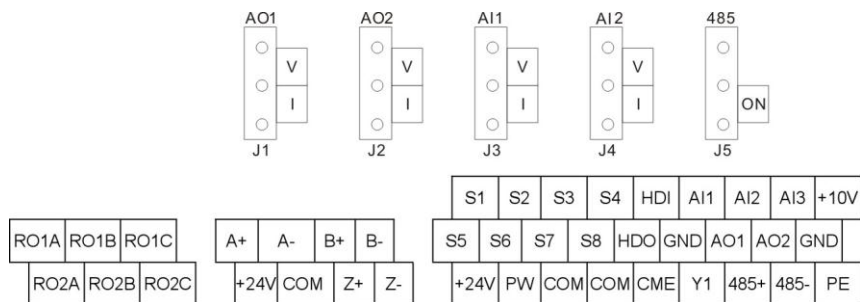 AO1 AO2 AI1 AI2 485
V V V V
I I I I ON
J1 J2 J3 J4 J5
S1 S2 S3 S4 HDI AI1 AI2 AI3 +10V
RO1A RO1B RO1C A+ A- B+ B- S5 S6 S7 S8 HDO GND AO1 AO2 GND
RO2A RO2B RO2C +24V COM Z+ Z- +24V PW COM COM CME Y1 485+ 485- PE